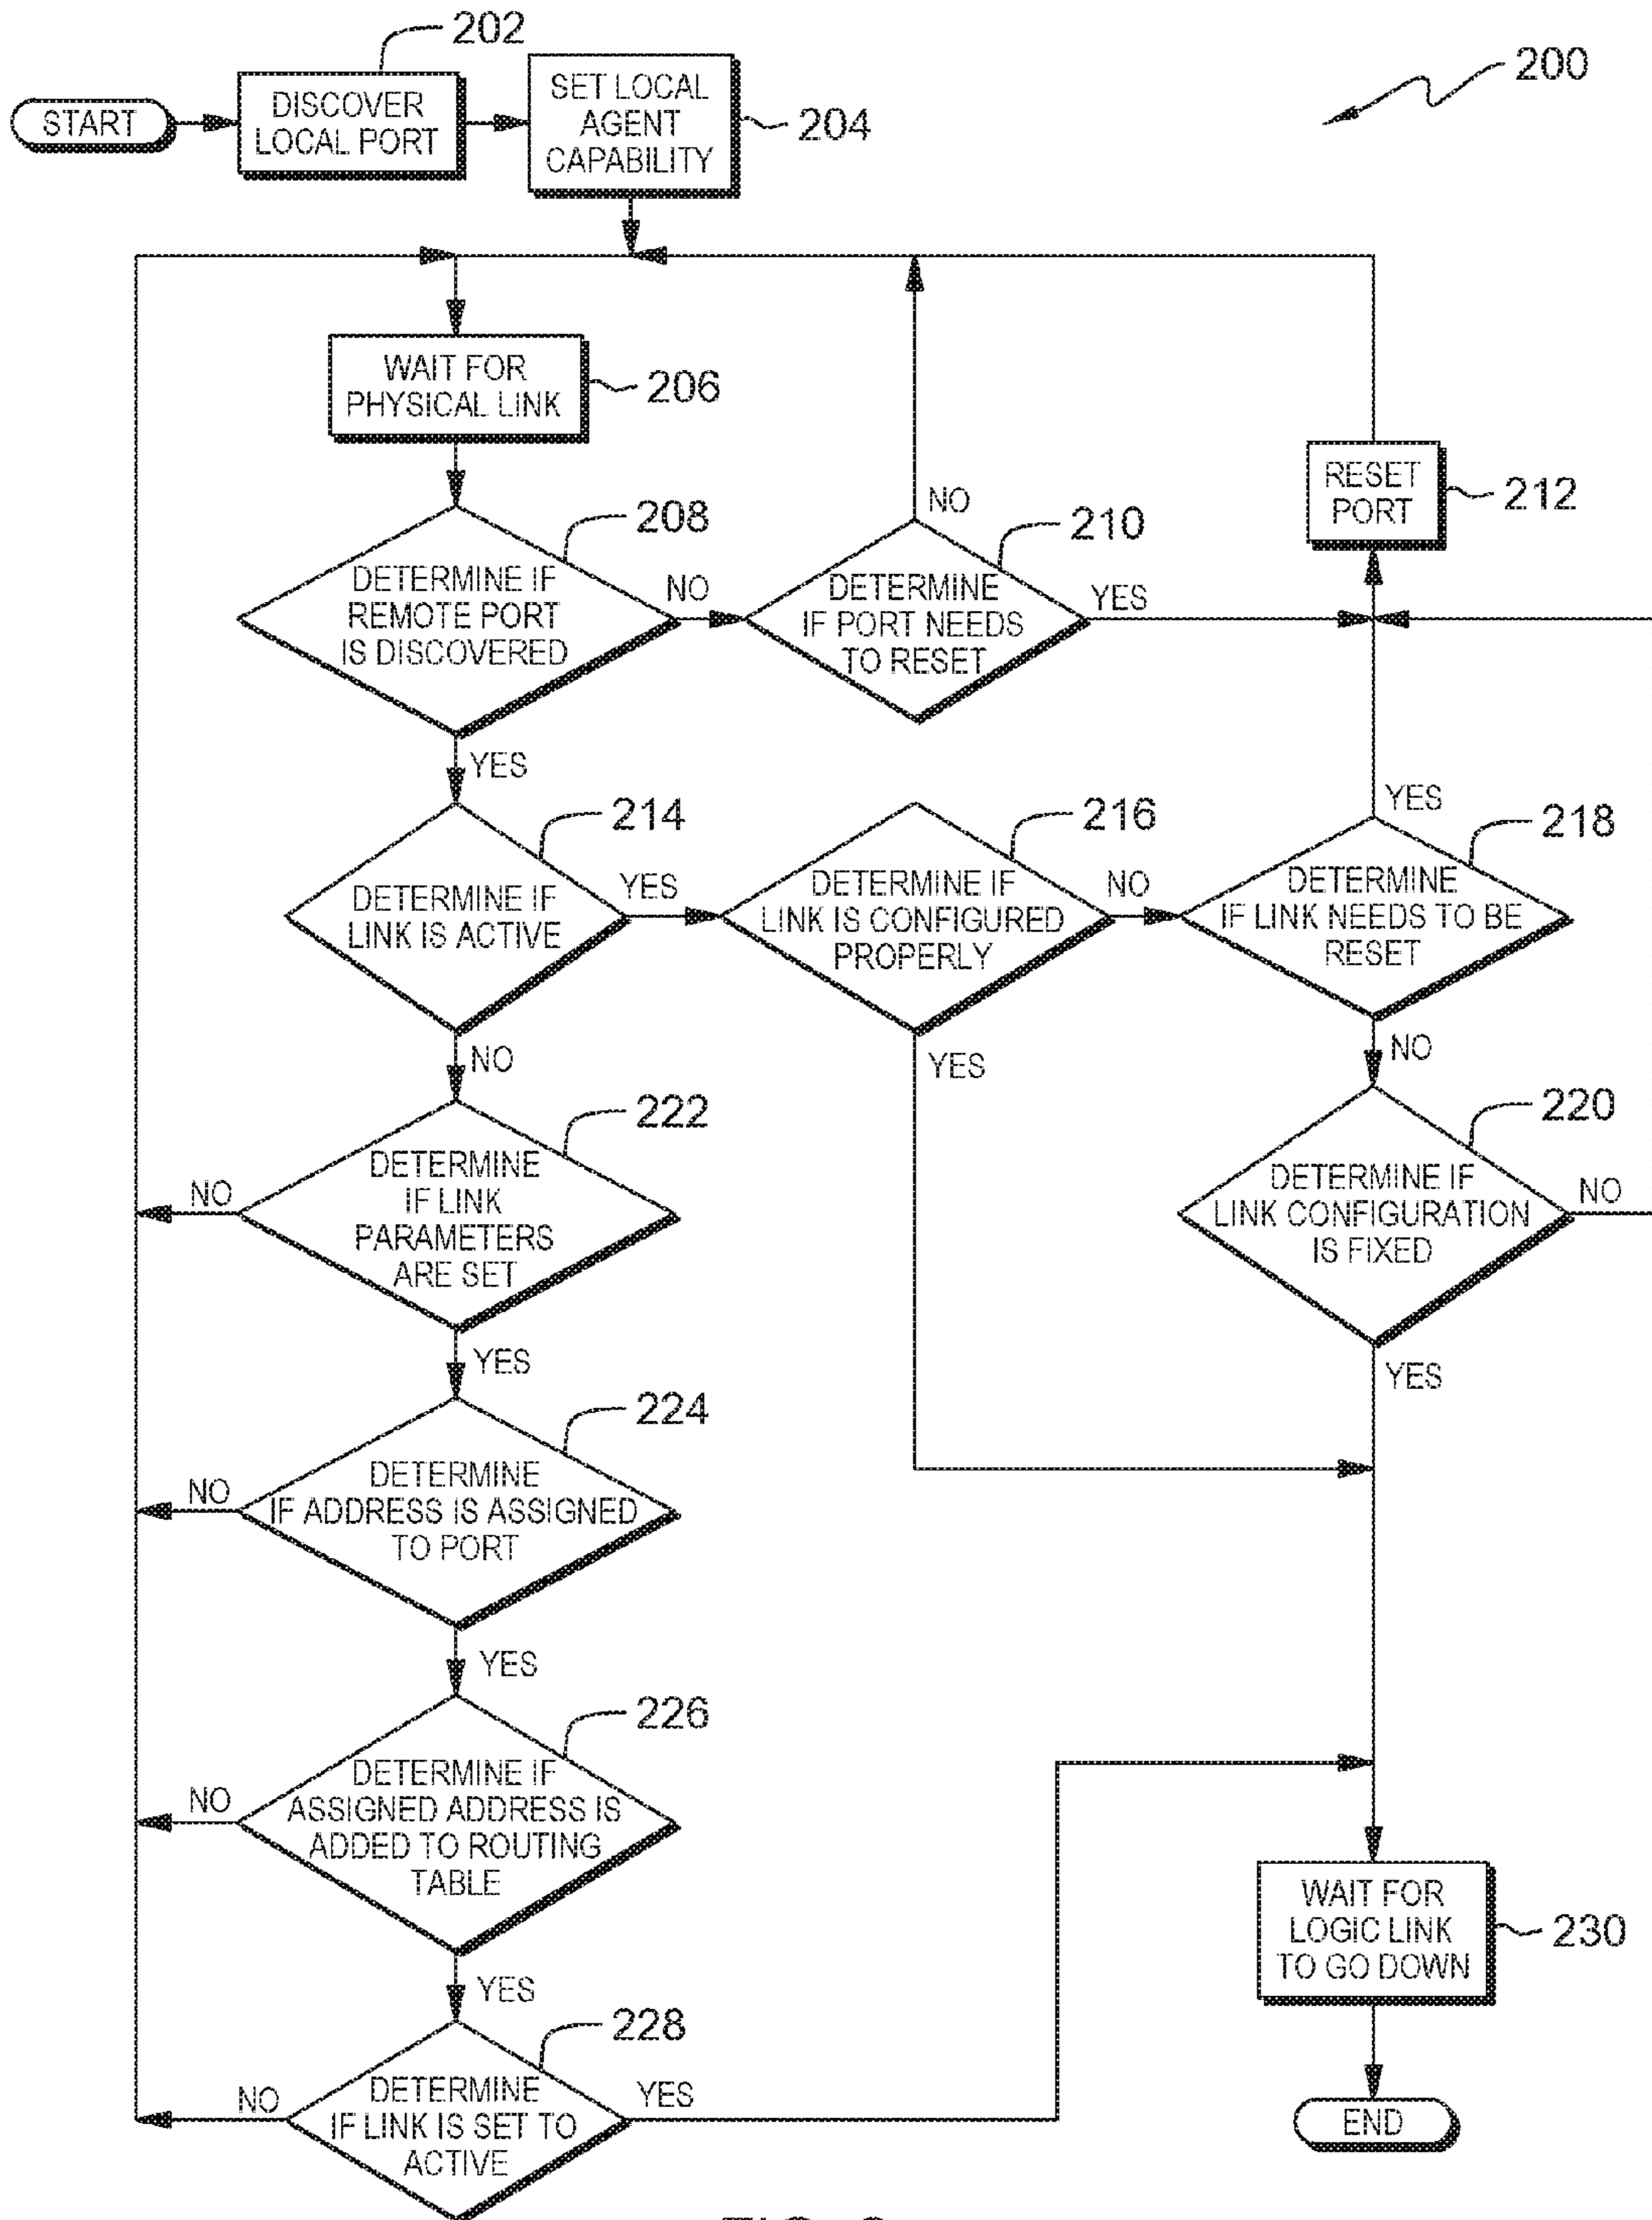 202
200
START
DISCOVER
LOCAL PORT
SET LOCAL
AGENT
CAPABILITY
204
WAIT FOR
PHYSICAL LINK
206
RESET
PORT
212
NO
208
210
DETERMINE IF
REMOTE PORT
IS DISCOVERED
NO
DETERMINE
IF PORT NEEDS
TO RESET
YES
YES
214
216
YES
218
DETERMINE IF
LINK IS ACTIVE
YES
DETERMINE IF
LINK IS CONFIGURED
PROPERLY
NO
DETERMINE
IF LINK NEEDS TO BE
RESET
NO
YES
NO
222
220
DETERMINE
IF LINK
PARAMETERS
ARE SET
NO
DETERMINE IF
LINK CONFIGURATION
IS FIXED
NO
YES
YES
224
DETERMINE
IF ADDRESS IS ASSIGNED
TO PORT
NO
YES
226
DETERMINE IF
ASSIGNED ADDRESS IS
ADDED TO ROUTING
TABLE
NO
WAIT FOR
LOGIC LINK
TO GO DOWN
230
YES
228
DETERMINE
IF LINK IS SET TO
ACTIVE
NO
YES
END